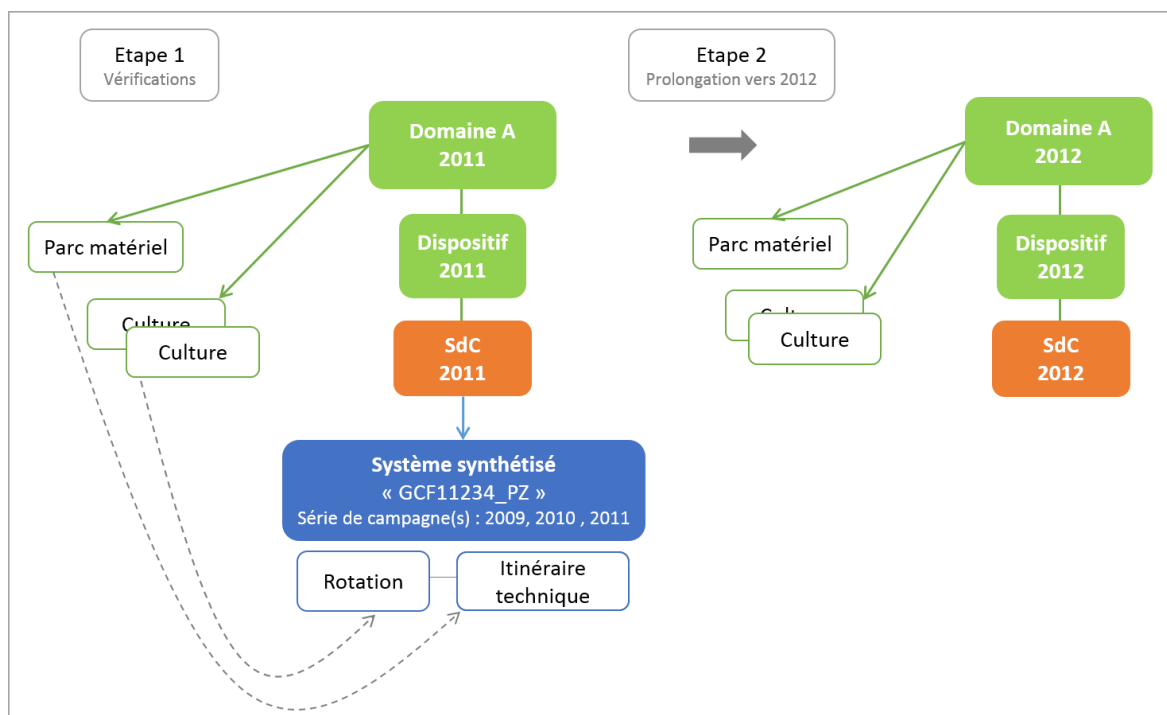 Etape 1
Vérifications
Etape 2
Prolongation vers 2012
Domaine A
2011
Parc matériel
Dispositif
2011
Culture
Culture
SdC
2011
Système synthétisé
« GCF11234_PZ »
Série de campagne(s) : 2009, 2010 , 2011
Rotation
Itinéraire
technique
Domaine A
2012
Parc matériel
Dispositif
2012
Culture
Culture
SdC
2012